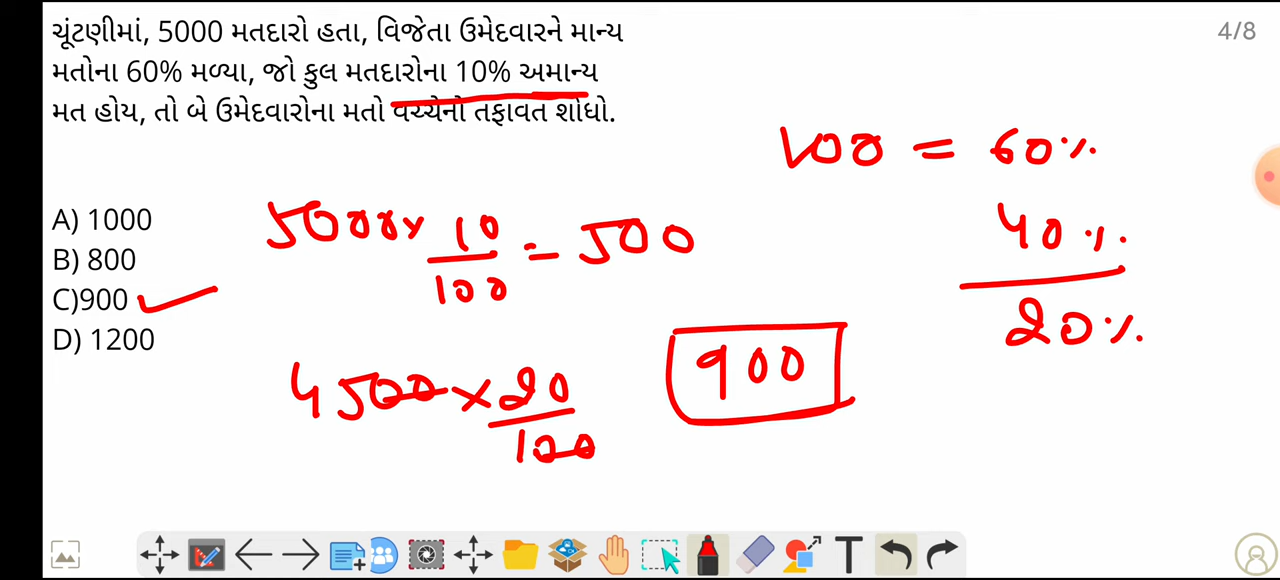 ચૂંટણીમાં, 5000 મતદારો હતા, વિજેતા ઉમેદવારને માન્ય
મતોના 60% મળ્યા, જો કુલ મતદારોના 10% અમાન્ય
મત હોય, તો બે ઉમેદવારોના મતો વચ્ચેનો તફાવત શોધો.
4/8
100 = 60%
40%
20%
A) 1000
B) 800
C)900
D) 1200
5000 × 10/100 = 500
4500 × 20/100
900
T